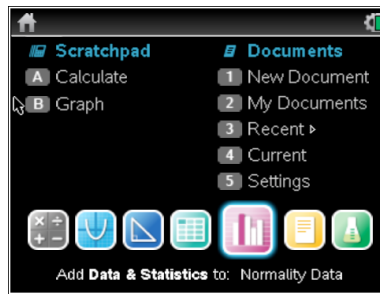 Scratchpad
A Calculate
B Graph
Documents
1 New Document
2 My Documents
3 Recent ▸
4 Current
5 Settings
Add Data & Statistics to: Normality Data